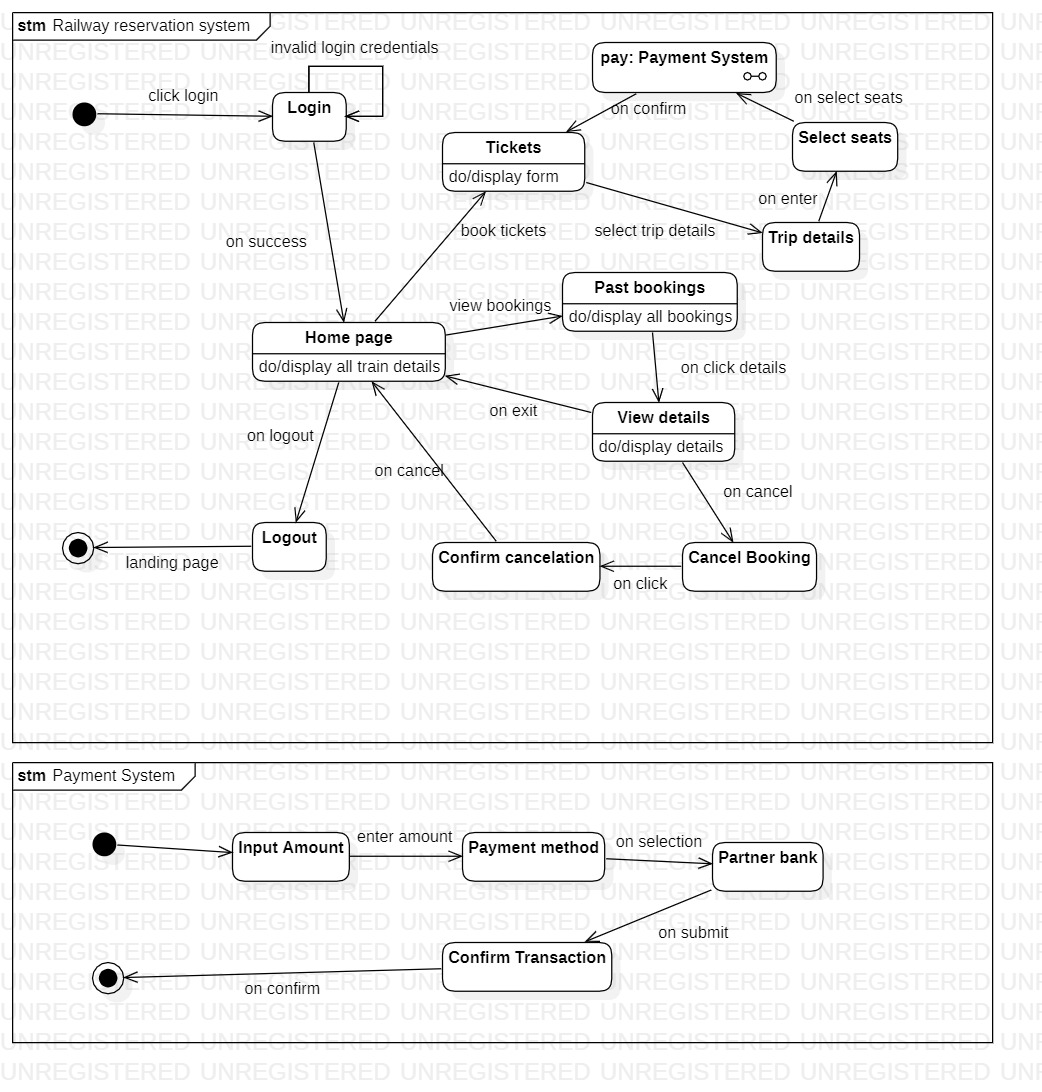 stm Railway reservation system
invalid login credentials
click login
Login
pay: Payment System
on select seats
on confirm
Select seats
Tickets
do/display form
on enter
book tickets
select trip details
Trip details
on success
Past bookings
do/display all bookings
view bookings
Home page
do/display all train details
on click details
on exit
View details
do/display details
on logout
on cancel
on cancel
Logout
landing page
Confirm cancelation
on click
Cancel Booking
stm Payment System
Input Amount
enter amount
Payment method
on selection
Partner bank
on submit
Confirm Transaction
on confirm
UNREGISTERED